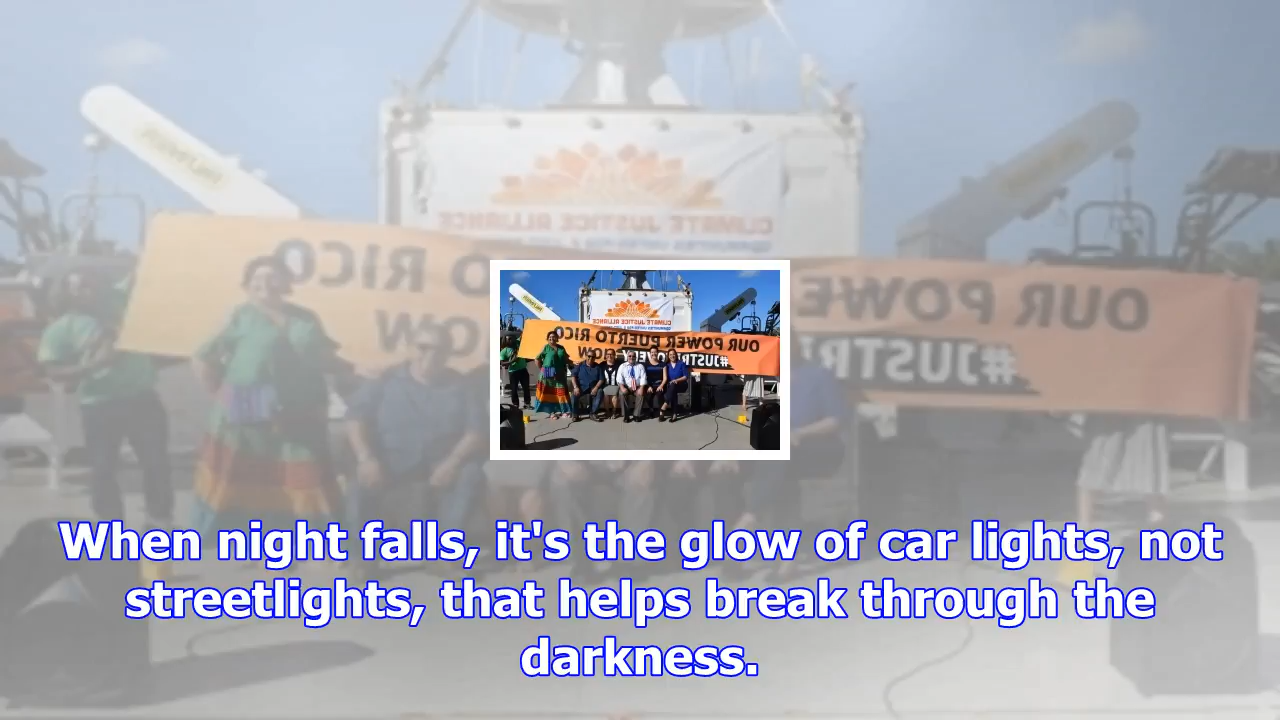 CLIMATE JUSTICE ALLIANCE
OUR POWER PUERTO RICO
#JUSTR
NOW
When night falls, it's the glow of car lights, not
streetlights, that helps break through the
darkness.